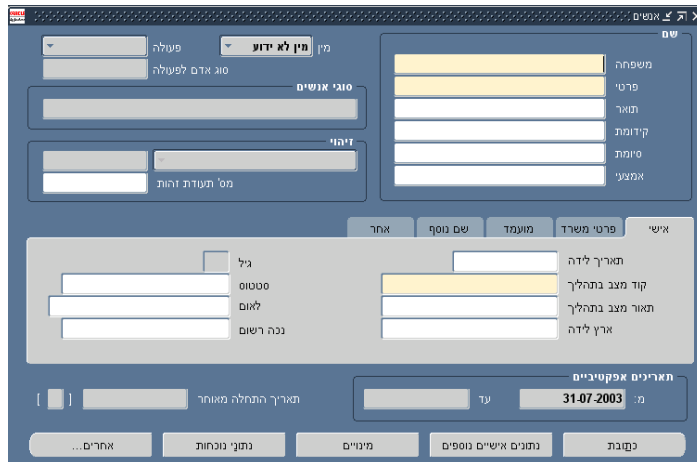 אנשים
שם
משפחה
פרטי
תואר
קידומת
סיומת
אמצעי
מין מין לא ידוע
פעולה
סוג אדם לפעולה
סוגי אנשים
זיהוי
מס' תעודת זהות
אישי פרטי משרד מועמד שם נוסף אחר
תאריך לידה גיל
קוד מצב בתהליך סטטוס
תאור מצב בתהליך לאום
ארץ לידה נכה רשום
תאריכים אפקטיביים
מ: 31-07-2003 עד
תאריך התחלה מאוחר [ ]
כתובת נתונים אישיים נוספים מינויים נתוני נוכחות אחרים...